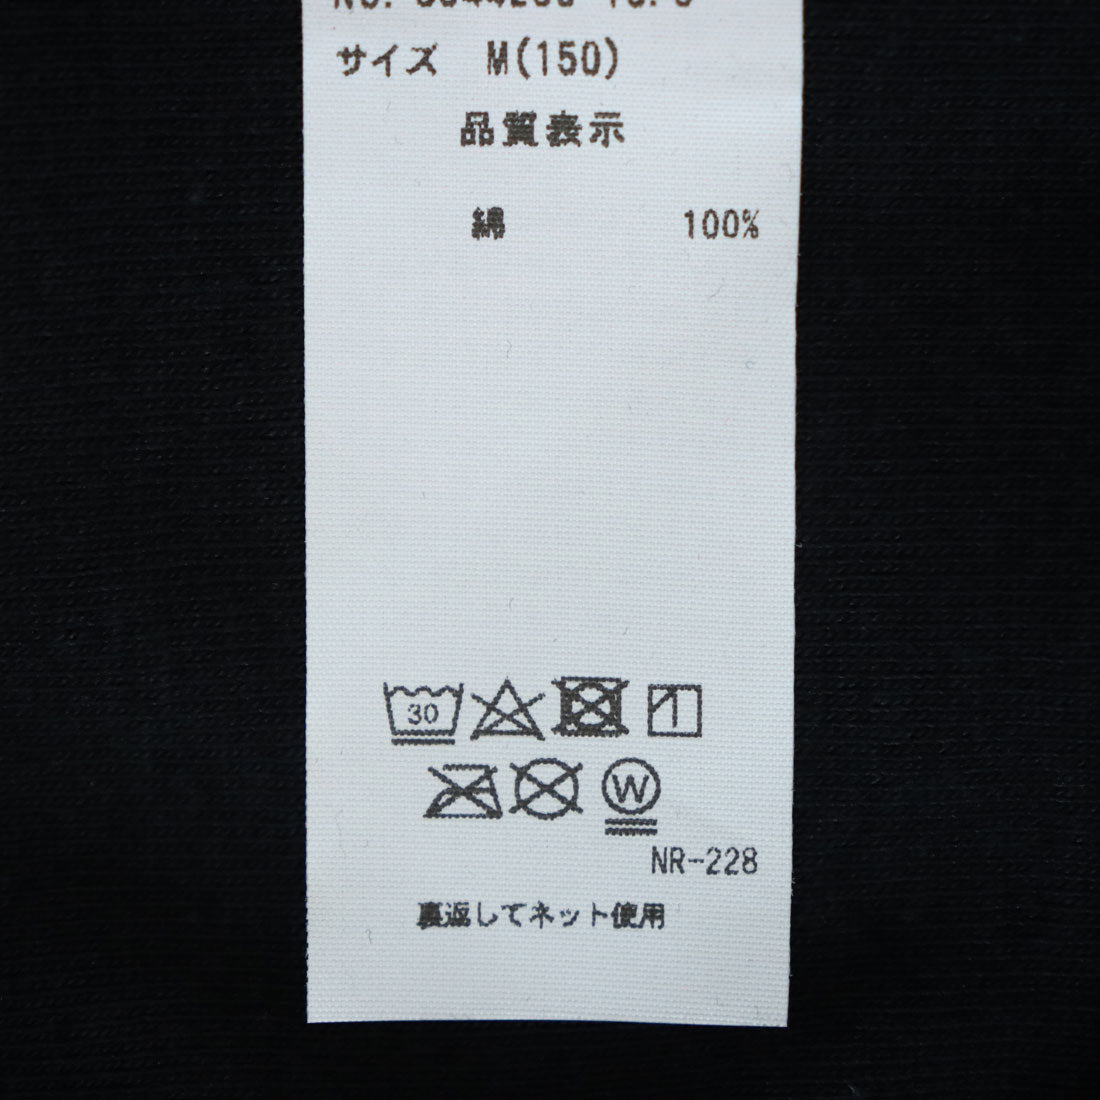 サイズ M(150)
品質表示
綿 100%
30
W
NR-228
裏返してネット使用